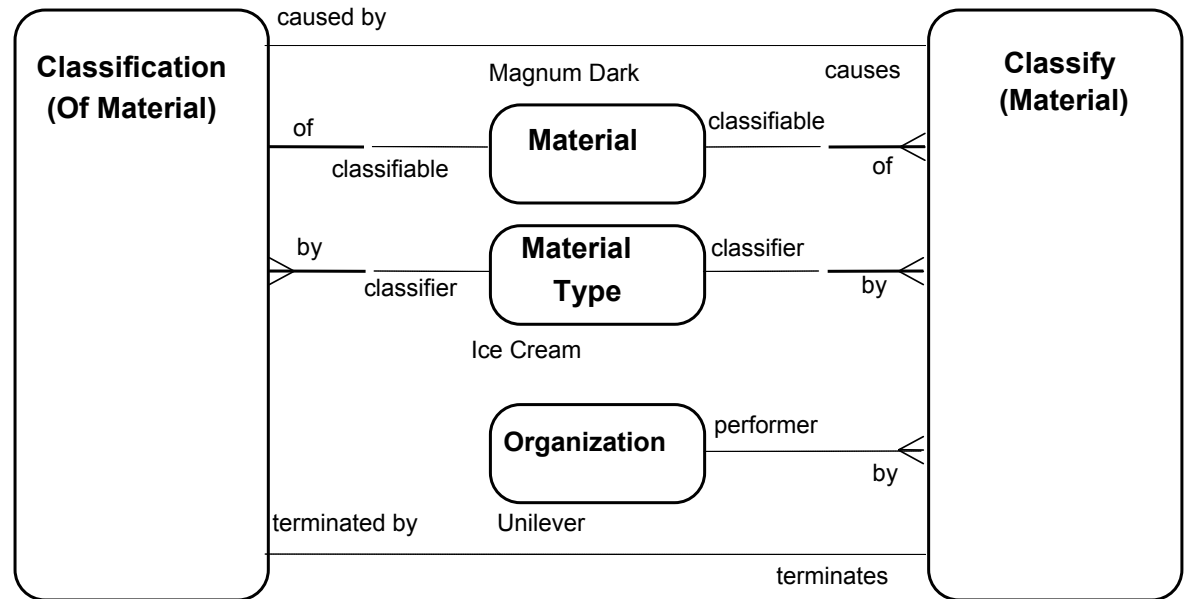 caused by
Classification
(Of Material)
Classify
(Material)
Magnum Dark
causes
of
classifiable
Material
classifiable
of
by
classifier
Material
Type
classifier
by
Ice Cream
Organization
performer
by
terminated by
Unilever
terminates